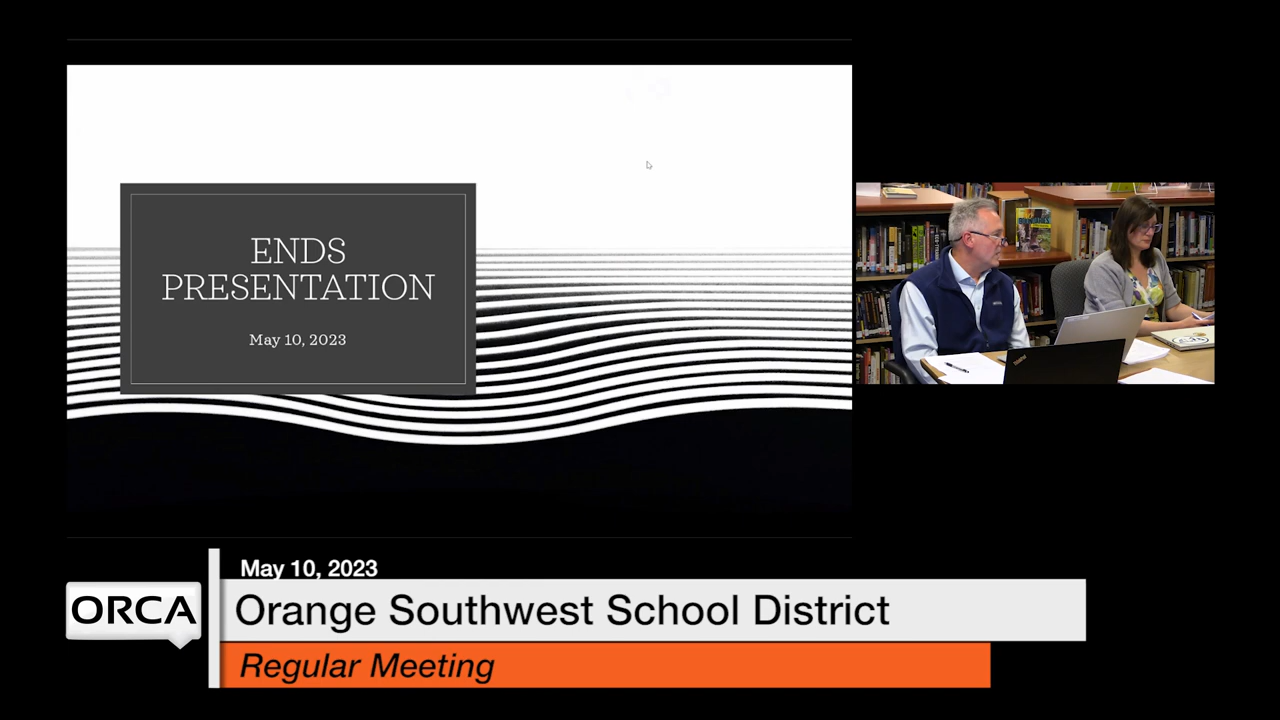 ENDS
PRESENTATION
May 10, 2023
May 10, 2023
ORCA
Orange Southwest School District
Regular Meeting